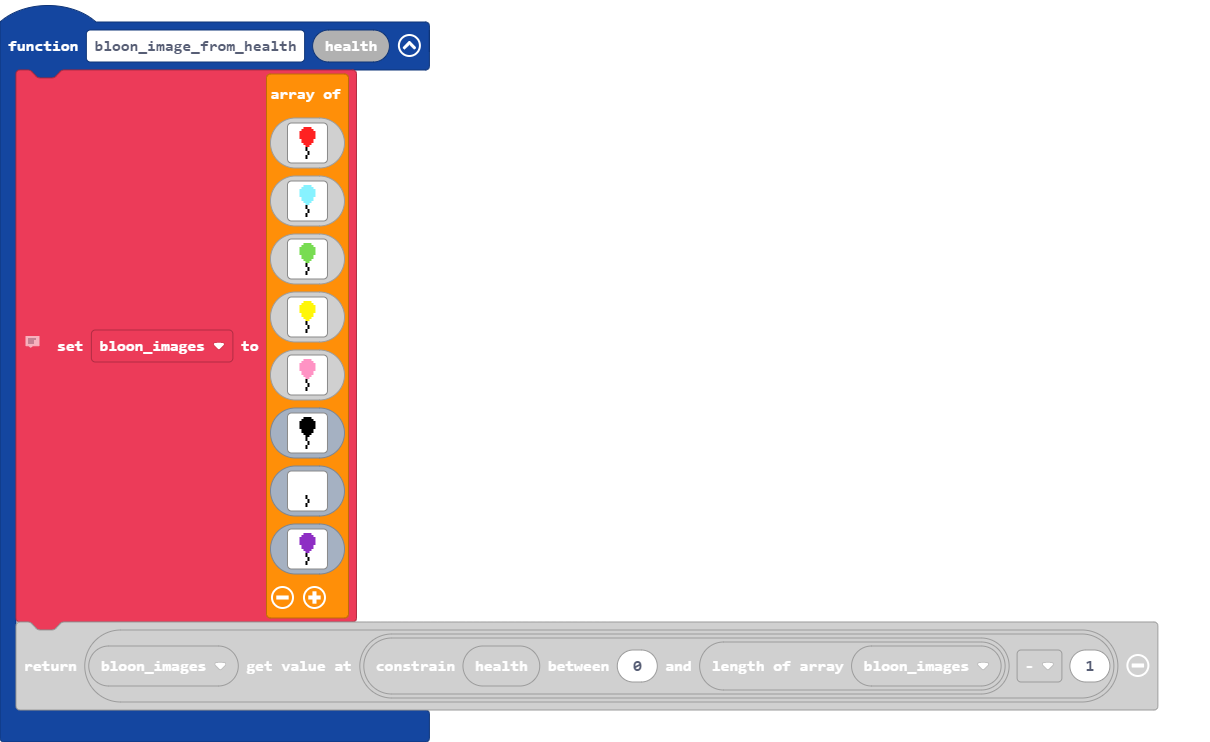 function bloon_image_from_health health
array of
set bloon_images to
return bloon_images get value at constrain health between 0 and length of array bloon_images - 1